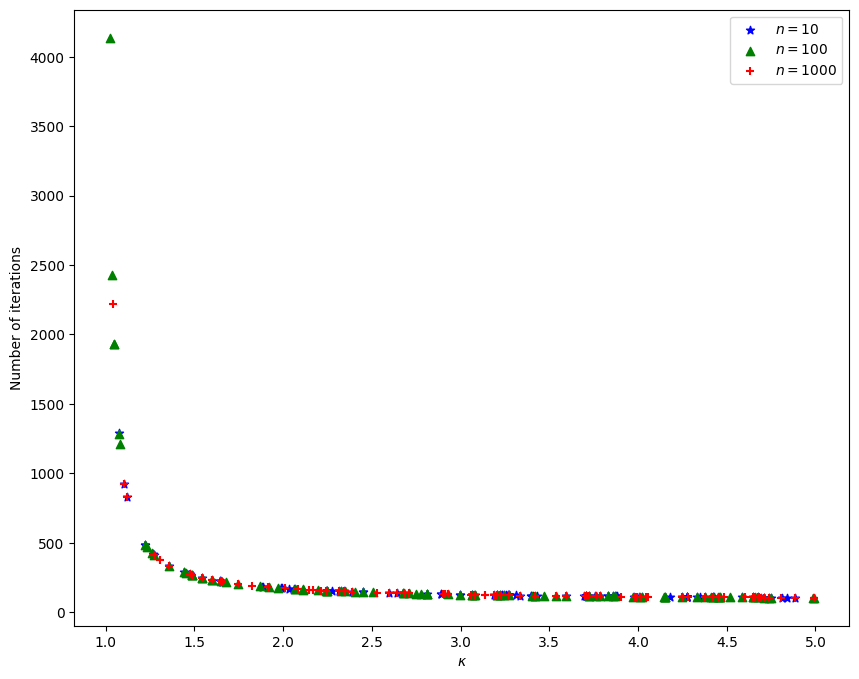 n = 10
n = 100
n = 1000
4000
3500
3000
2500
2000
1500
1000
500
0
Number of iterations
1.0 1.5 2.0 2.5 3.0 3.5 4.0 4.5 5.0
κ